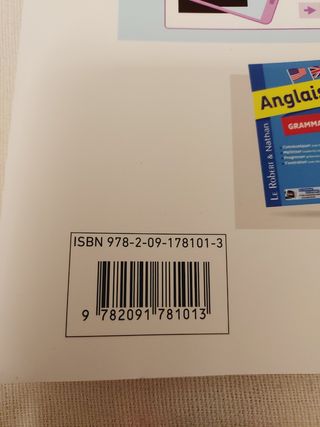 Anglais
GRAMMA
LE ROBERT & Nathan
ISBN 978-2-09-178101-3
9 782091 781013